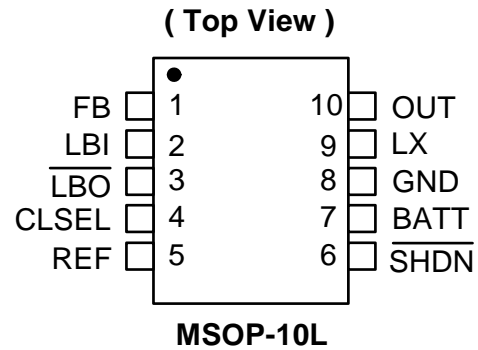 ( Top View )
FB 1 10 OUT
LBI 2 9 LX
LBO 3 8 GND
CLSEL 4 7 BATT
REF 5 6 SHDN
MSOP-10L